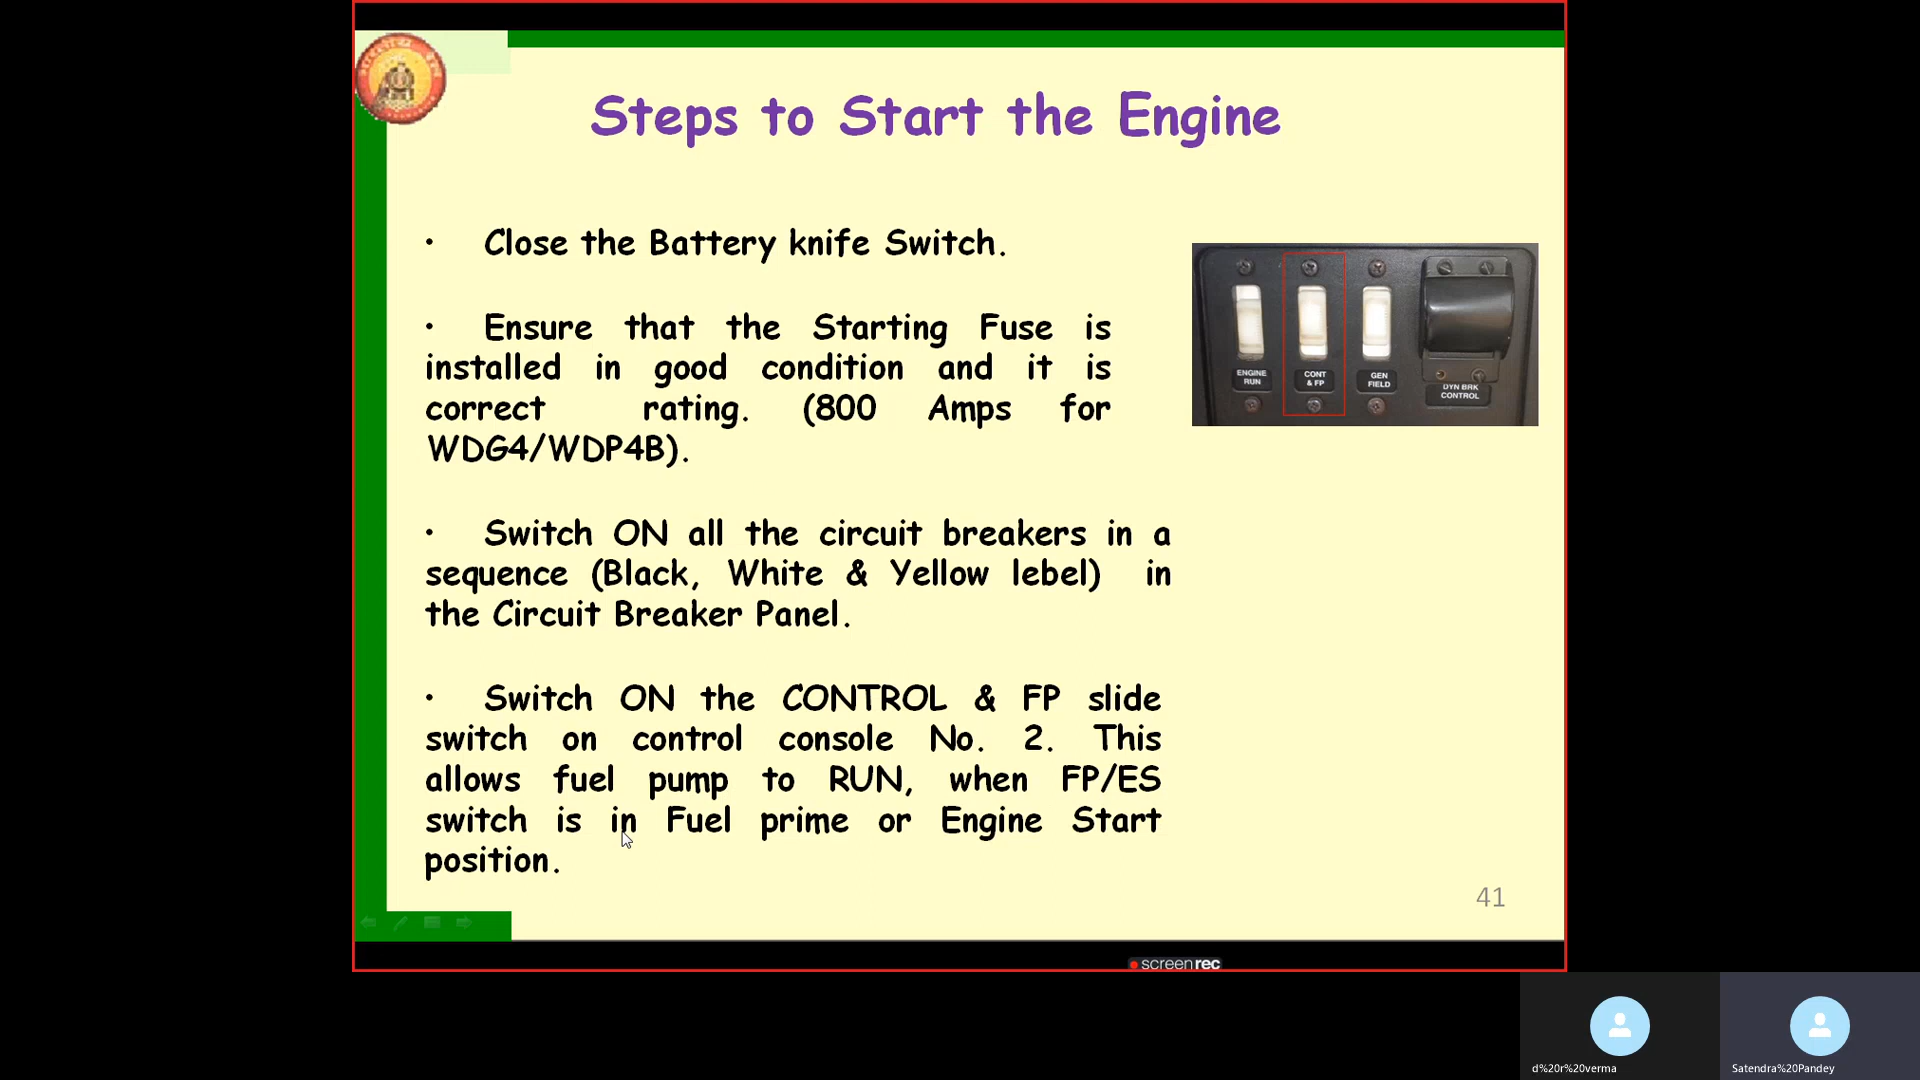 Steps to Start the Engine
• Close the Battery knife Switch.
• Ensure that the Starting Fuse is
installed in good condition and it is
correct rating. (800 Amps for
WDG4/WDP4B).
• Switch ON all the circuit breakers in a
sequence (Black, White & Yellow lebel) in
the Circuit Breaker Panel.
• Switch ON the CONTROL & FP slide
switch on control console No. 2. This
allows fuel pump to RUN, when FP/ES
switch is in Fuel prime or Engine Start
position.
ENGINE
RUN
CONT
& FP
GEN
FIELD
DYN BRK
CONTROL
41
screenrec
d%20r%20verma
Satendra%20Pandey